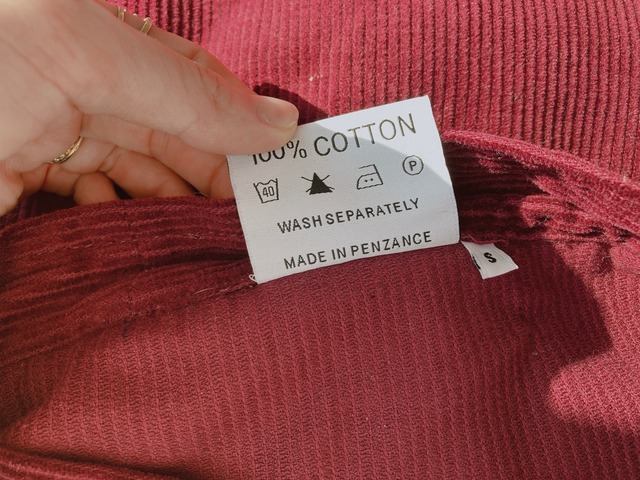 100% COTTON
40 P
WASH SEPARATELY
MADE IN PENZANCE
S